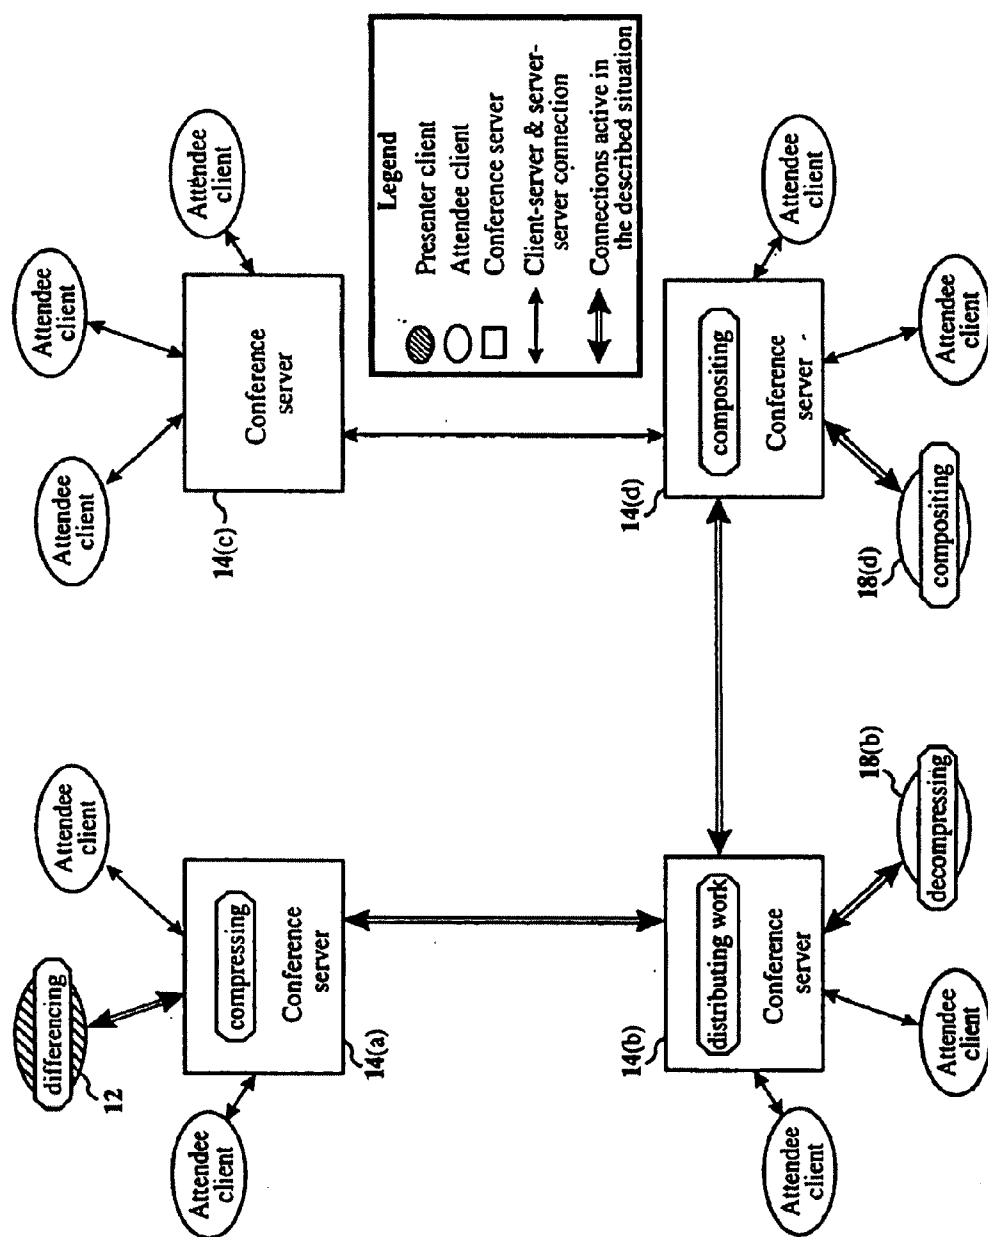 differencing
12
Attendee
client
Attendee
client
compressing
Conference
server
14(a)
Attendee
client
Attendee
client
Attendee
client
Conference
server
14(c)
Legend
Presenter client
Attendee client
Conference server
Client-server & server-
server connection
Connections active in
the described situation
14(b)
distributing work
Conference
server
Attendee
client
Attendee
client
18(b)
decompressing
14(d)
compositing
Conference
server
18(d)
compositing
Attendee
client
Attendee
client